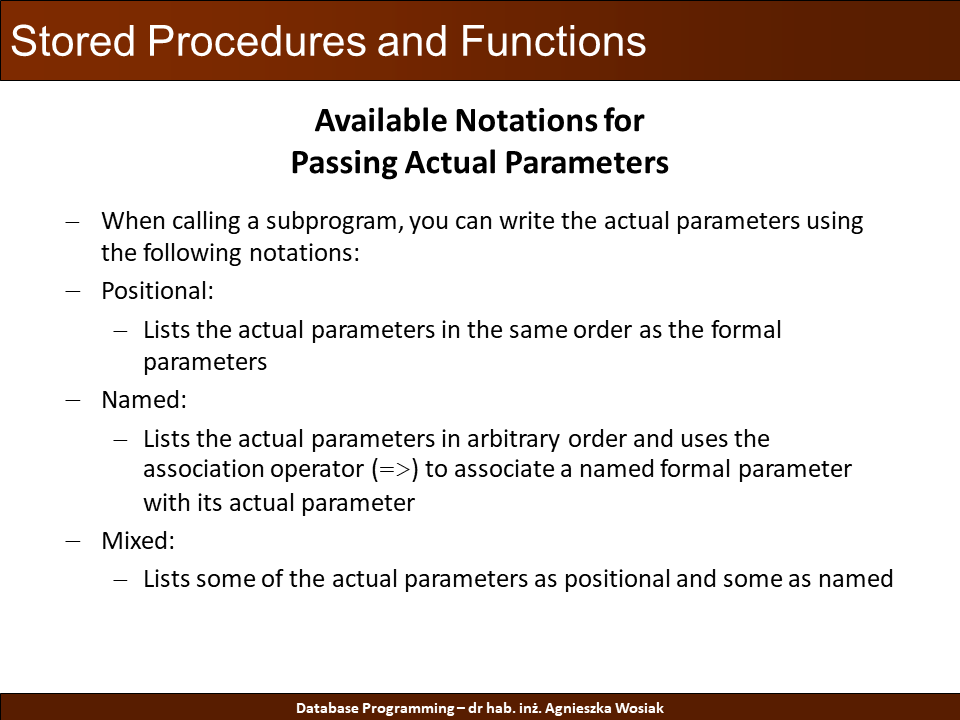 Stored Procedures and Functions
Available Notations for
Passing Actual Parameters
– When calling a subprogram, you can write the actual parameters using
the following notations:
– Positional:
– Lists the actual parameters in the same order as the formal
parameters
– Named:
– Lists the actual parameters in arbitrary order and uses the
association operator (=>) to associate a named formal parameter
with its actual parameter
– Mixed:
– Lists some of the actual parameters as positional and some as named
Database Programming – dr hab. inż. Agnieszka Wosiak